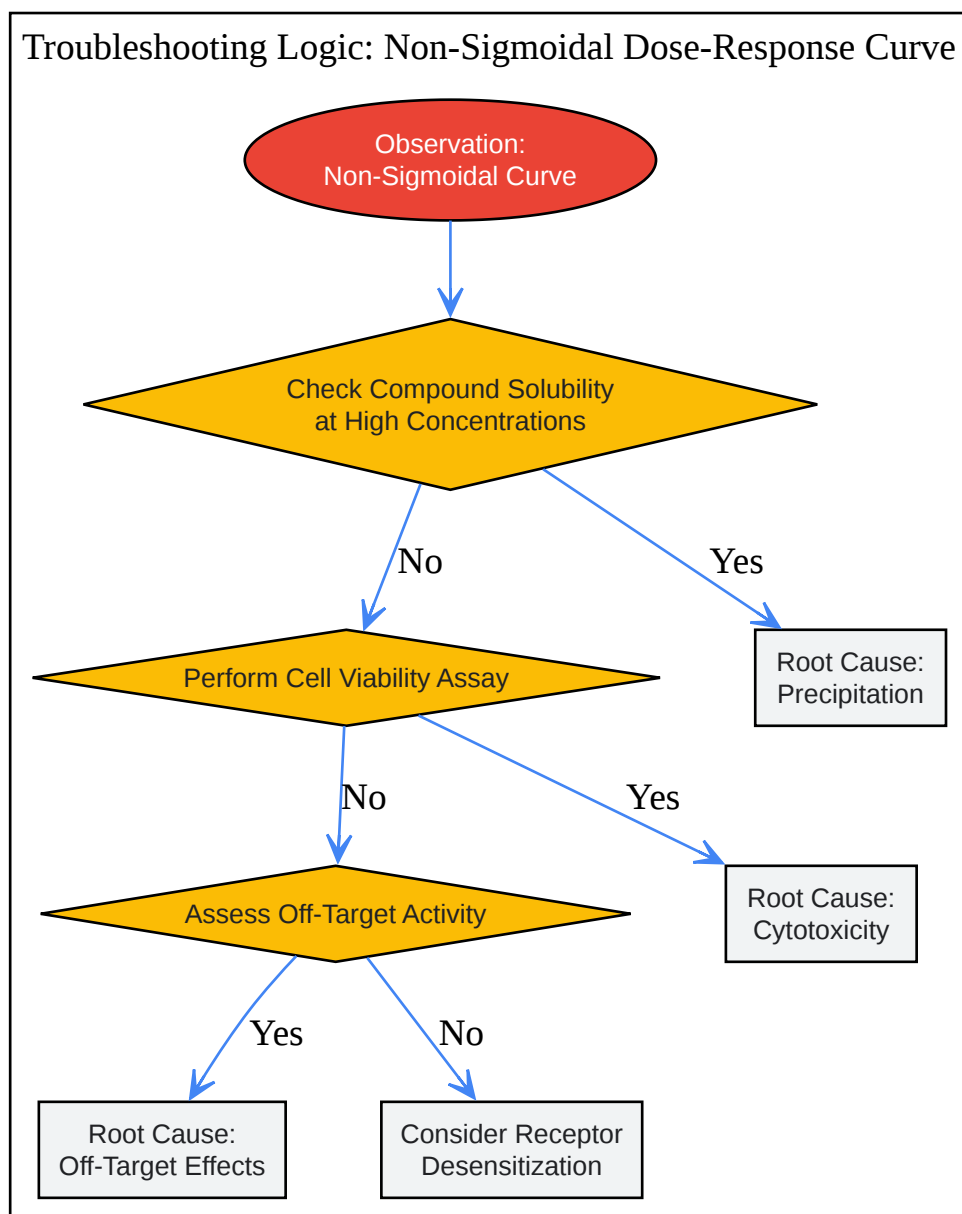 Troubleshooting Logic: Non-Sigmoidal Dose-Response Curve
Observation:
Non-Sigmoidal Curve
Check Compound Solubility
at High Concentrations
No
Yes
Perform Cell Viability Assay
Root Cause:
Precipitation
No
Yes
Assess Off-Target Activity
Root Cause:
Cytotoxicity
Yes
No
Root Cause:
Off-Target Effects
Consider Receptor
Desensitization